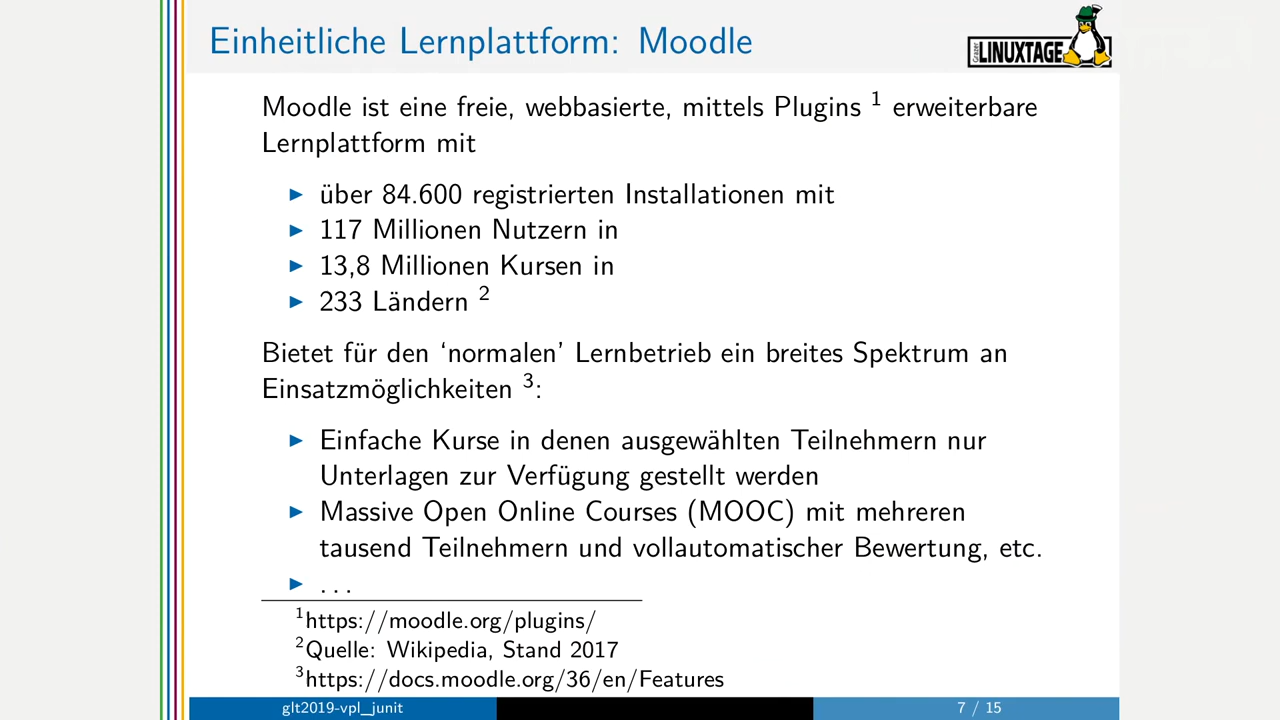 Einheitliche Lernplattform: Moodle
Grazer LINUXTAGE
Moodle ist eine freie, webbasierte, mittels Plugins ¹ erweiterbare
Lernplattform mit
▶ über 84.600 registrierten Installationen mit
▶ 117 Millionen Nutzern in
▶ 13,8 Millionen Kursen in
▶ 233 Ländern ²
Bietet für den ‘normalen’ Lernbetrieb ein breites Spektrum an
Einsatzmöglichkeiten ³:
▶ Einfache Kurse in denen ausgewählten Teilnehmern nur
Unterlagen zur Verfügung gestellt werden
▶ Massive Open Online Courses (MOOC) mit mehreren
tausend Teilnehmern und vollautomatischer Bewertung, etc.
▶ . . .
¹https://moodle.org/plugins/
²Quelle: Wikipedia, Stand 2017
³https://docs.moodle.org/36/en/Features
glt2019-vpl_junit
7 / 15